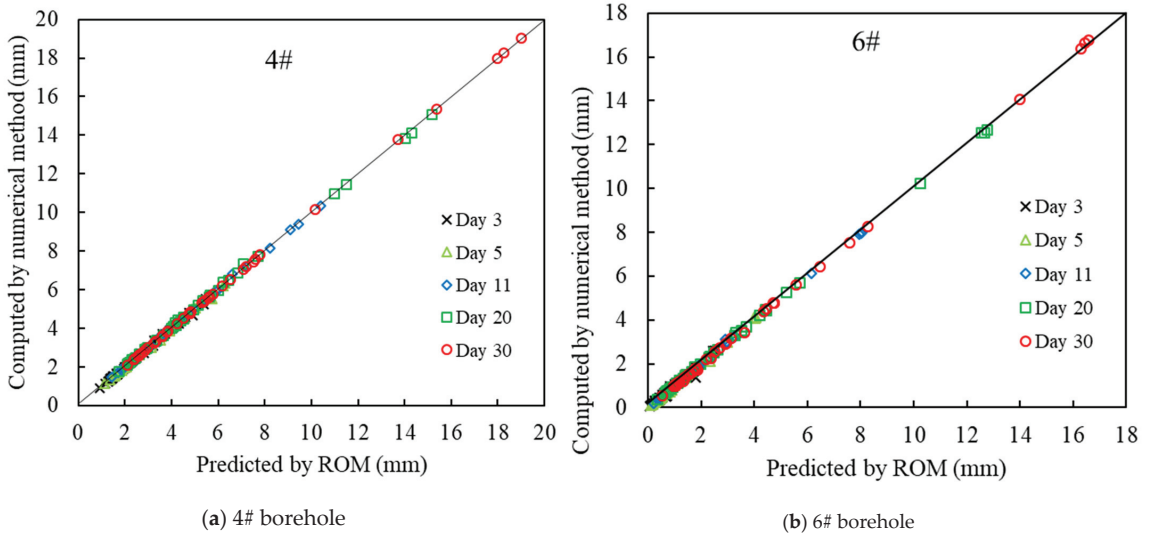 20
18
16
14
12
10
8
6
4
2
0
Computed by numerical method (mm)
4#
Day 3
Day 5
Day 11
Day 20
Day 30
0 2 4 6 8 10 12 14 16 18 20
Predicted by ROM (mm)
(a) 4# borehole
18
16
14
12
10
8
6
4
2
0
Computed by numerical method (mm)
6#
Day 3
Day 5
Day 11
Day 20
Day 30
0 2 4 6 8 10 12 14 16 18
Predicted by ROM (mm)
(b) 6# borehole